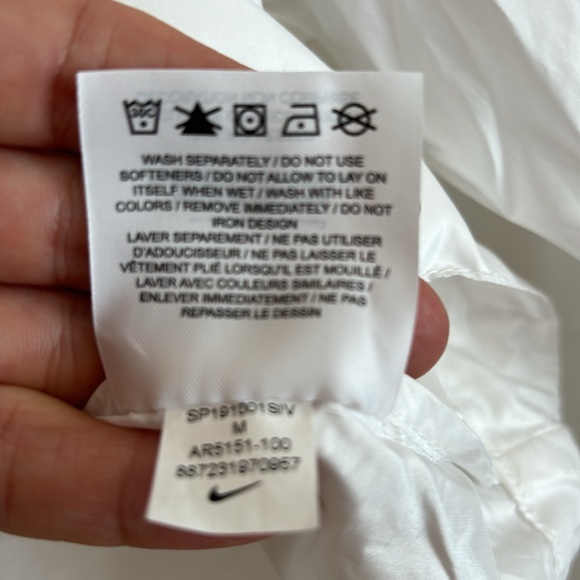 30C
WASH SEPARATELY / DO NOT USE
SOFTENERS / DO NOT ALLOW TO LAY ON
ITSELF WHEN WET / WASH WITH LIKE
COLORS / REMOVE IMMEDIATELY / DO NOT
IRON DESIGN
LAVER SEPAREMENT / NE PAS UTILISER
D'ADOUCISSEUR / NE PAS LAISSER LE
VÊTEMENT PLIÉ LORSQU'IL EST MOUILLÉ /
LAVER AVEC COULEURS SIMILAIRES /
ENLEVER IMMEDIATEMENT / NE PAS
REPASSER LE DESSIN
M
AR5151-100
887231970957